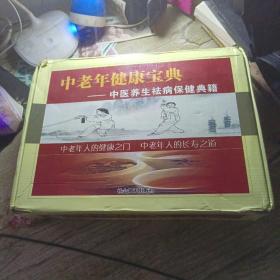 中老年健康宝典
——中医养生祛病保健典籍
中老年人的健康之门 中老年人的长寿之道